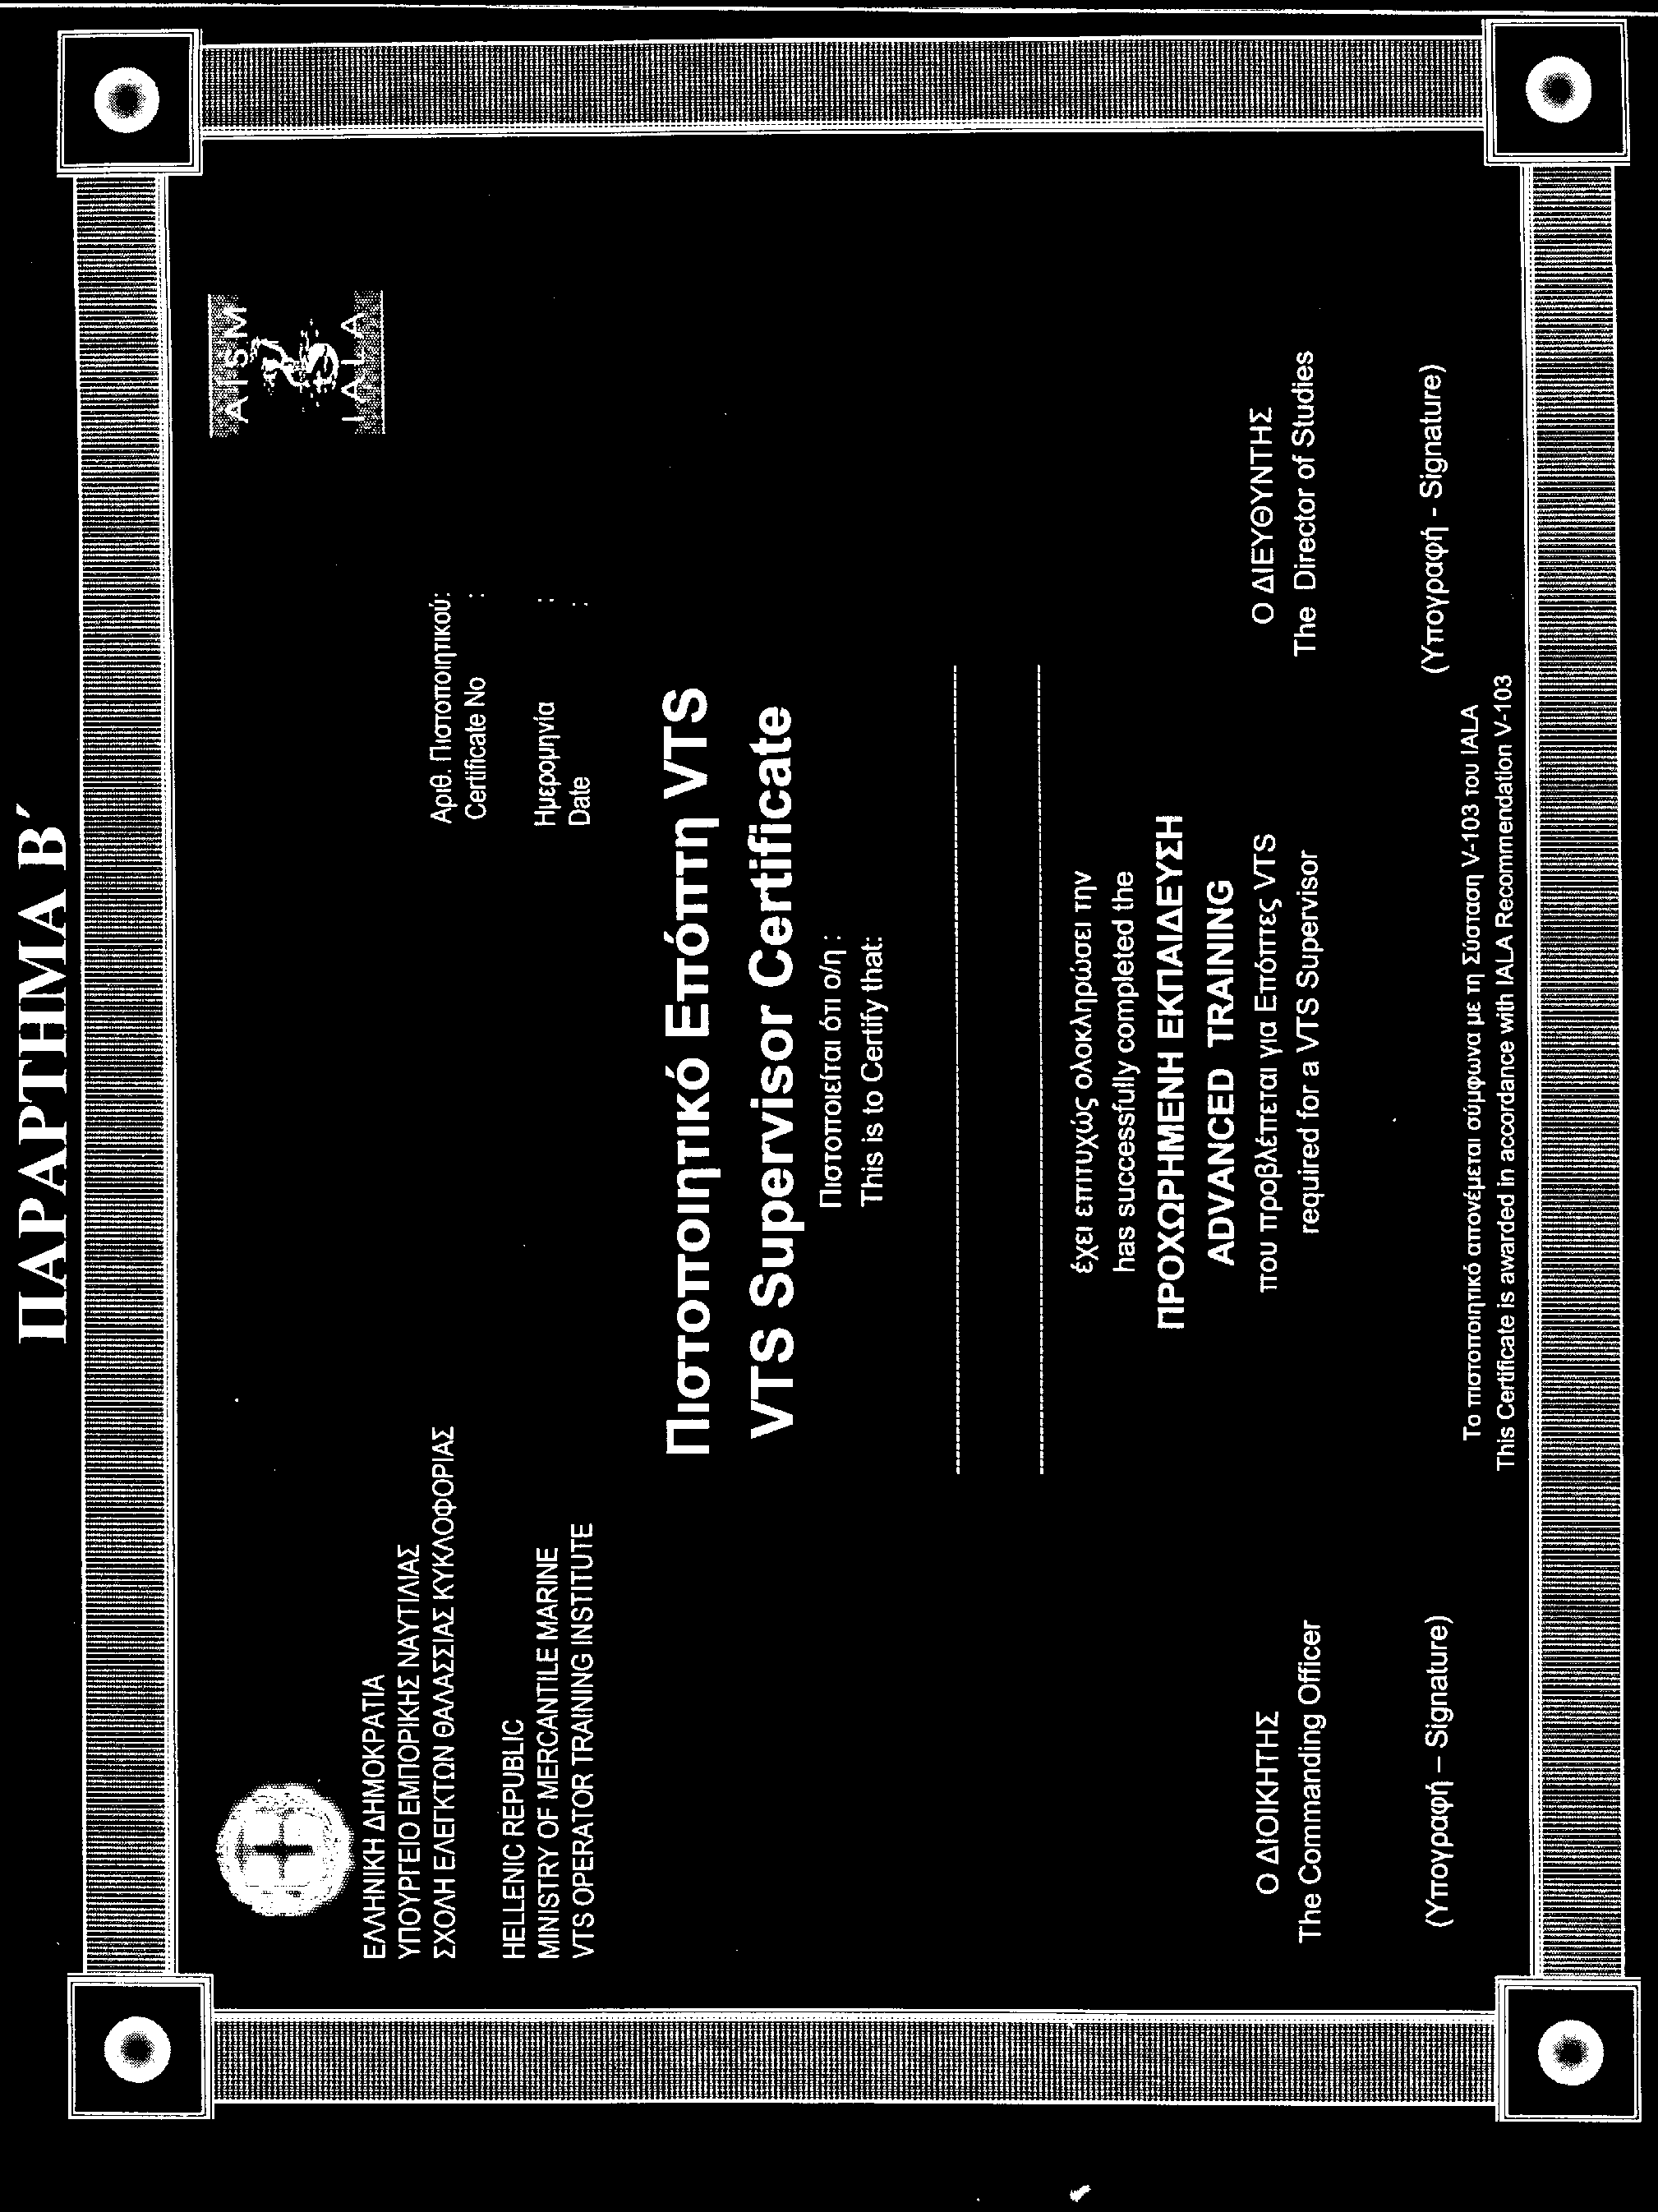 ΠΑΡΑΡΤΗΜΑ Β΄
A I S M
I A L A
ΕΛΛΗΝΙΚΗ ΔΗΜΟΚΡΑΤΙΑ
ΥΠΟΥΡΓΕΙΟ ΕΜΠΟΡΙΚΗΣ ΝΑΥΤΙΛΙΑΣ
ΣΧΟΛΗ ΕΛΕΓΚΤΩΝ ΘΑΛΑΣΣΙΑΣ ΚΥΚΛΟΦΟΡΙΑΣ
HELLENIC REPUBLIC
MINISTRY OF MERCANTILE MARINE
VTS OPERATOR TRAINING INSTITUTE
Αριθ. Πιστοποιητικού:
Certificate No :
Ημερομηνία :
Date :
Πιστοποιητικό Επόπτη VTS
VTS Supervisor Certificate
Πιστοποιείται ότι ο/η :
This is to Certify that:
έχει επιτυχώς ολοκληρώσει την
has successfully completed the
ΠΡΟΧΩΡΗΜΕΝΗ ΕΚΠΑΙΔΕΥΣΗ
ADVANCED TRAINING
που προβλέπεται για Επόπτες VTS
required for a VTS Supervisor
Ο ΔΙΟΙΚΗΤΗΣ
The Commanding Officer
(Υπογραφή – Signature)
Ο ΔΙΕΥΘΥΝΤΗΣ
The Director of Studies
(Υπογραφή - Signature)
Το πιστοποιητικό απονέμεται σύμφωνα με τη Σύσταση V-103 του IALA
This Certificate is awarded in accordance with IALA Recommendation V-103